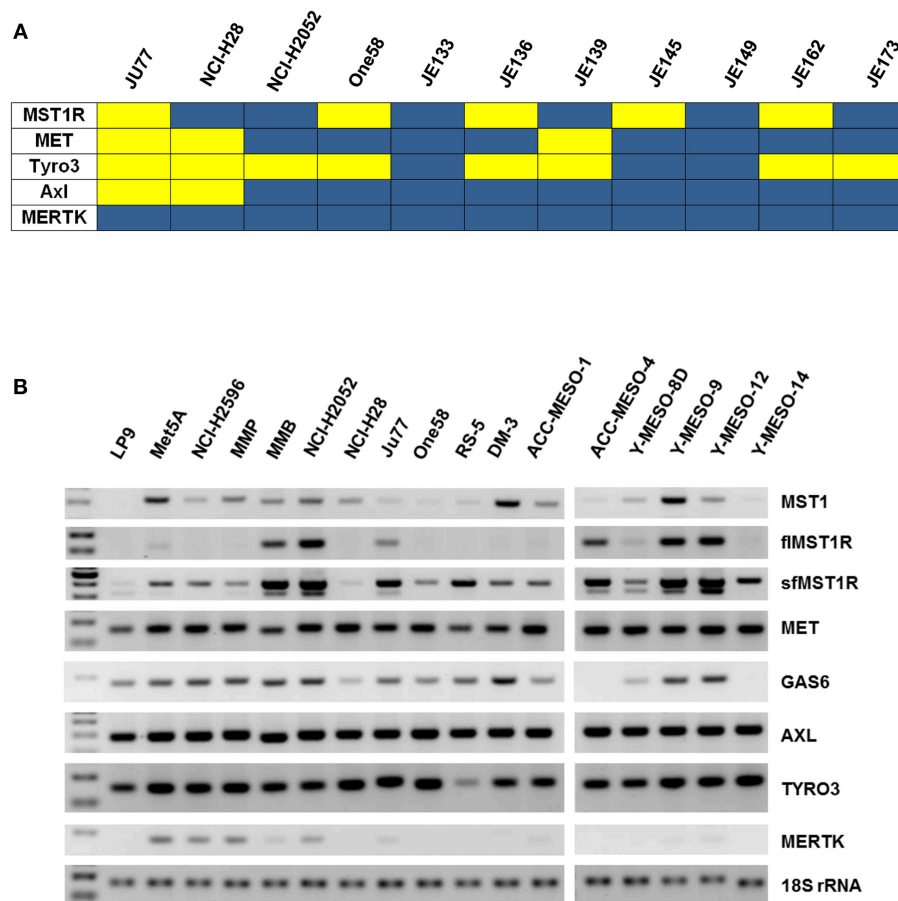 A
JU77 NCI-H28 NCI-H2052 One58 JE133 JE136 JE139 JE145 JE149 JE162 JE173
MST1R
MET
Tyro3
Axl
MERTK
B
LP9 Met5A NCI-H2596 MMP MMB NCI-H2052 NCI-H28 Ju77 One58 RS-5 DM-3 ACC-MESO-1 ACC-MESO-4 Y-MESO-8D Y-MESO-9 Y-MESO-12 Y-MESO-14
MST1
flMST1R
sfMST1R
MET
GAS6
AXL
TYRO3
MERTK
18S rRNA